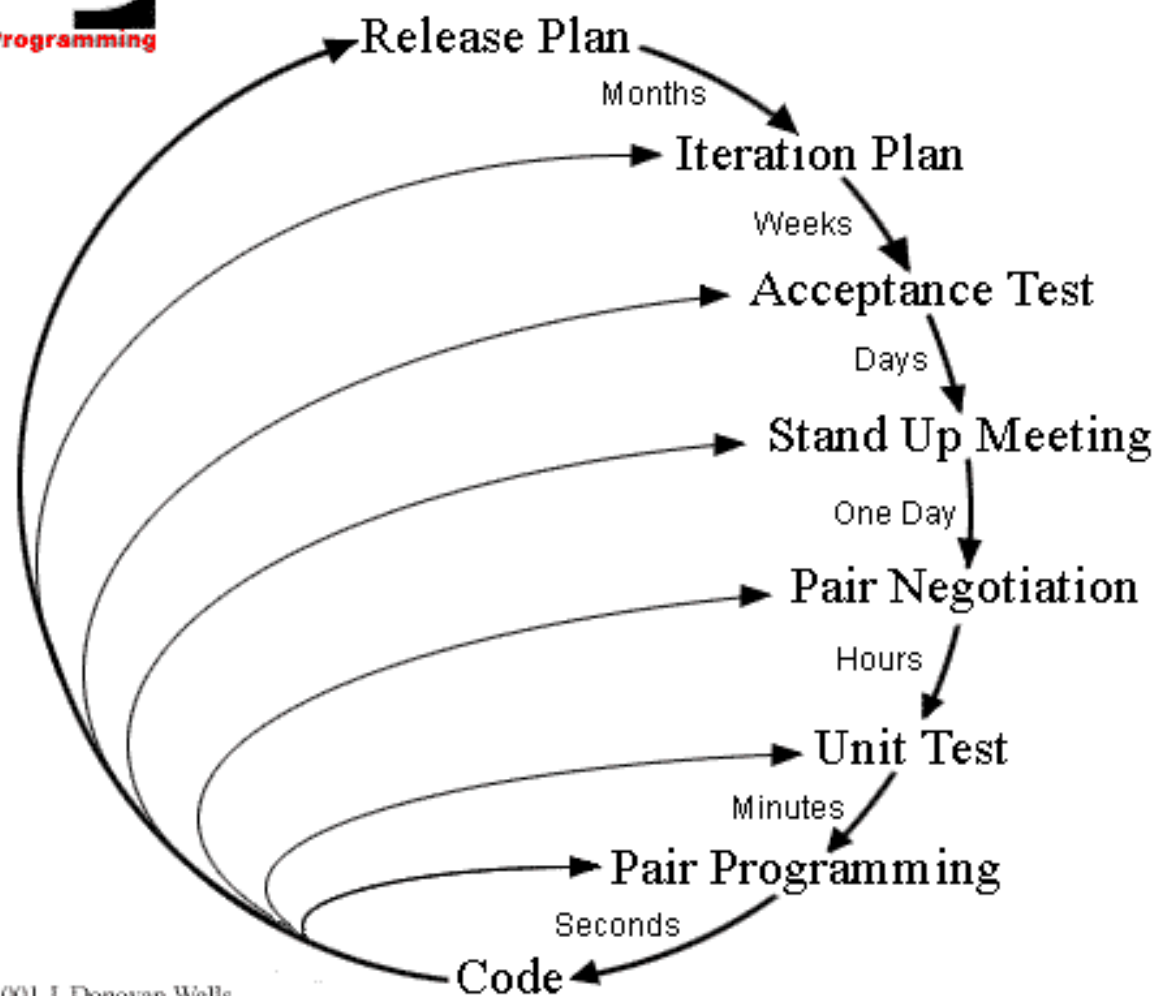 Programming
Release Plan
Months
Iteration Plan
Weeks
Acceptance Test
Days
Stand Up Meeting
One Day
Pair Negotiation
Hours
Unit Test
Minutes
Pair Programming
Seconds
Code
001 J. Donovan Wells